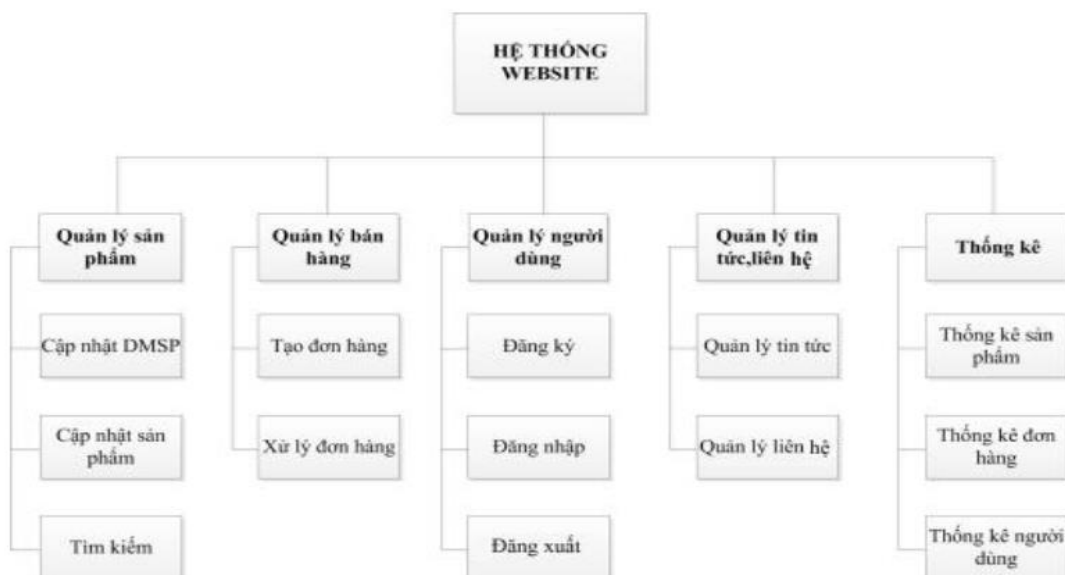 HỆ THỐNG
WEBSITE
Quản lý sản
phẩm
Quản lý bán
hàng
Quản lý người
dùng
Quản lý tin
tức,liên hệ
Thống kê
Cập nhật DMSP
Tạo đơn hàng
Đăng ký
Quản lý tin tức
Thống kê sản
phẩm
Cập nhật sản
phẩm
Xử lý đơn hàng
Đăng nhập
Quản lý liên hệ
Thống kê đơn
hàng
Tìm kiếm
Đăng xuất
Thống kê người
dùng